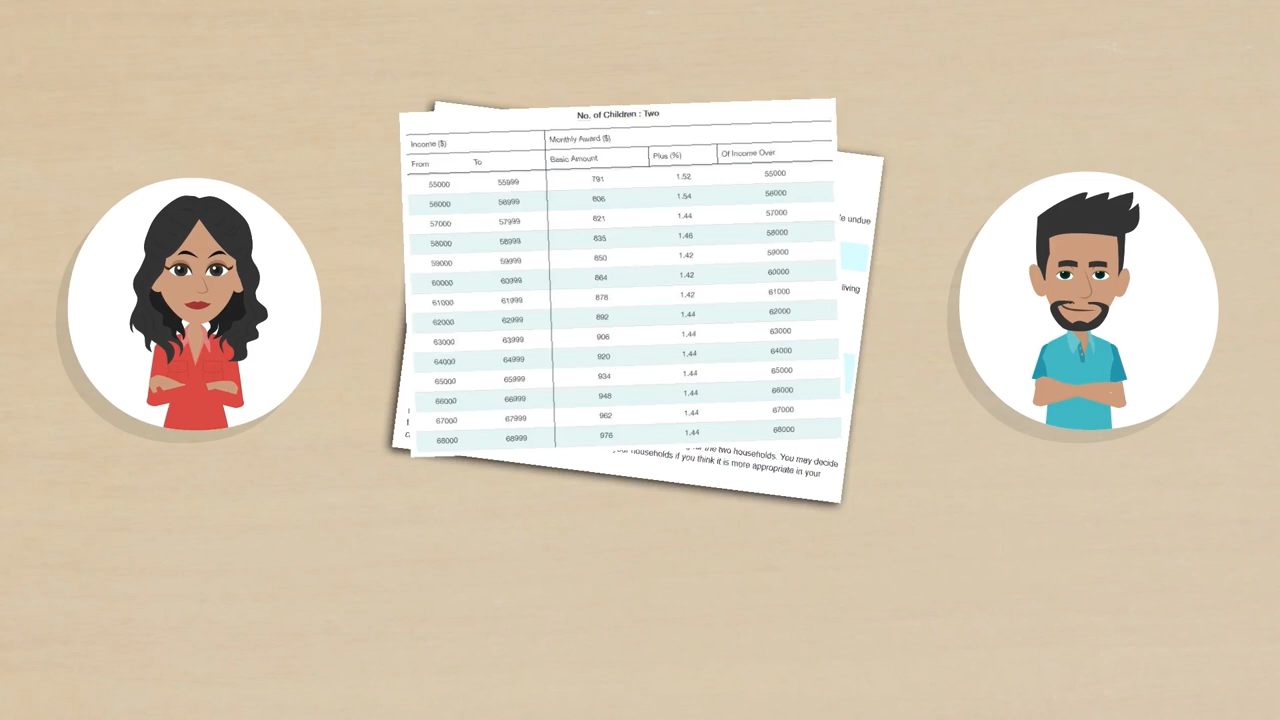 No. of Children : Two
Income ($) Monthly Award ($)
From To Basic Amount Plus (%) Of Income Over
55000 55999 791 1.52 55000
56000 56999 806 1.54 56000
57000 57999 821 1.44 57000
58000 58999 835 1.46 58000
59000 59999 850 1.42 59000
60000 60999 864 1.42 60000
61000 61999 878 1.42 61000
62000 62999 892 1.44 62000
63000 63999 906 1.44 63000
64000 64999 920 1.44 64000
65000 65999 934 1.44 65000
66000 66999 948 1.44 66000
67000 67999 962 1.44 67000
68000 68999 976 1.44 68000
undue
living
the two households. You may decide
households if you think it is more appropriate in your